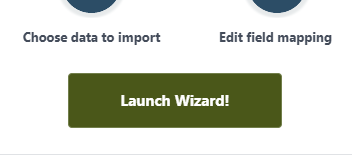 Choose data to import
Edit field mapping
Launch Wizard!